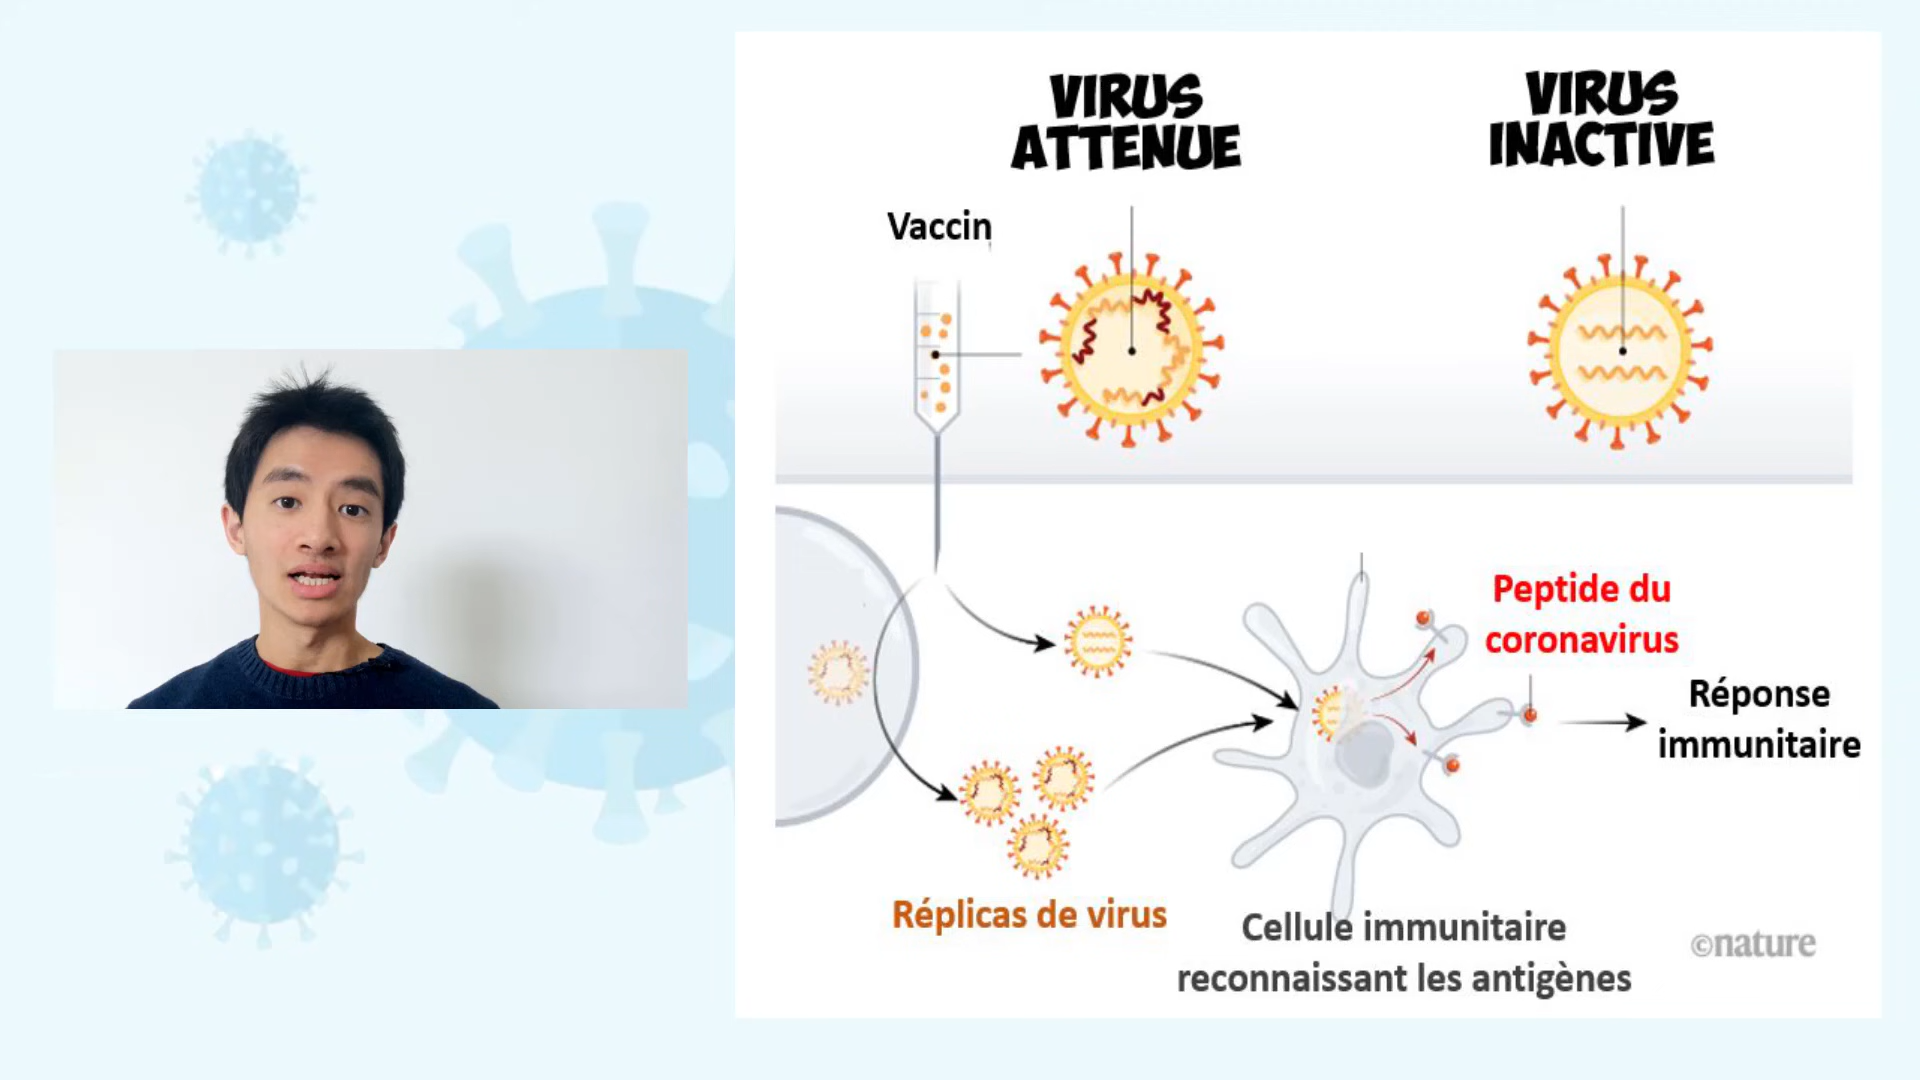 VIRUS
ATTENUE
VIRUS
INACTIVE
Vaccin
Peptide du
coronavirus
Réponse
immunitaire
Réplicas de virus
Cellule immunitaire
reconnaissant les antigènes
©nature